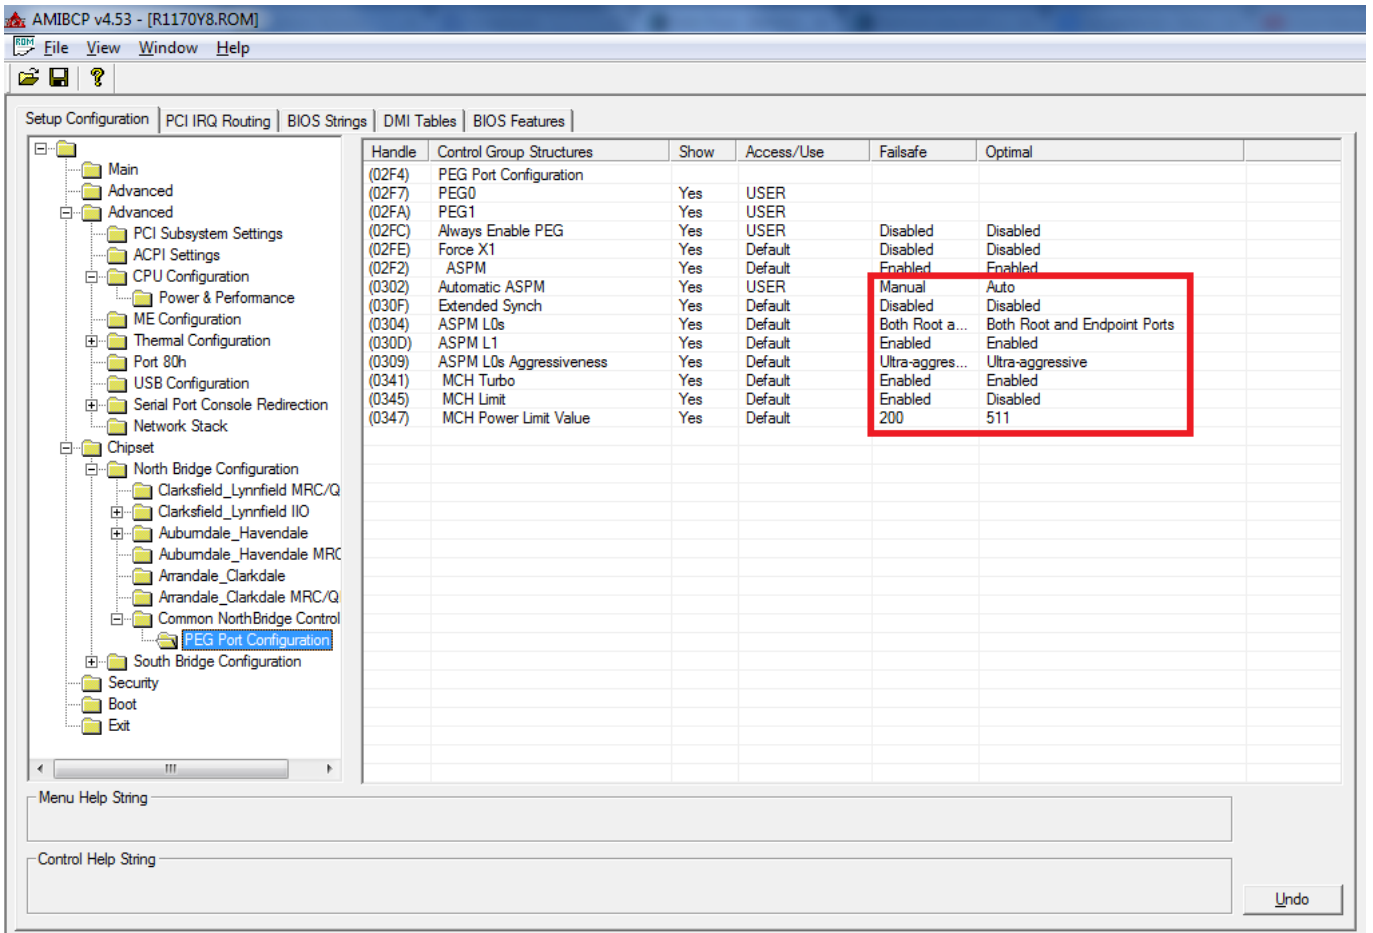 AMIBCP v4.53 - [R1170Y8.ROM]
ROM File View Window Help
Setup Configuration PCI IRQ Routing BIOS Strings DMI Tables BIOS Features
Main
Advanced
Advanced
PCI Subsystem Settings
ACPI Settings
CPU Configuration
Power & Performance
ME Configuration
Thermal Configuration
Port 80h
USB Configuration
Serial Port Console Redirection
Network Stack
Chipset
North Bridge Configuration
Clarksfield_Lynnfield MRC/Q
Clarksfield_Lynnfield IIO
Auburndale_Havendale
Auburndale_Havendale MRC
Arrandale_Clarkdale
Arrandale_Clarkdale MRC/Q
Common NorthBridge Control
PEG Port Configuration
South Bridge Configuration
Security
Boot
Exit
Handle Control Group Structures Show Access/Use Failsafe Optimal
(02F4) PEG Port Configuration
(02F7) PEG0 Yes USER
(02FA) PEG1 Yes USER
(02FC) Always Enable PEG Yes USER Disabled Disabled
(02FE) Force X1 Yes Default Disabled Disabled
(02F2) ASPM Yes Default Enabled Enabled
(0302) Automatic ASPM Yes USER Manual Auto
(030F) Extended Synch Yes Default Disabled Disabled
(0304) ASPM L0s Yes Default Both Root a... Both Root and Endpoint Ports
(030D) ASPM L1 Yes Default Enabled Enabled
(0309) ASPM L0s Aggressiveness Yes Default Ultra-aggres... Ultra-aggressive
(0341) MCH Turbo Yes Default Enabled Enabled
(0345) MCH Limit Yes Default Enabled Disabled
(0347) MCH Power Limit Value Yes Default 200 511
Menu Help String
Control Help String
Undo